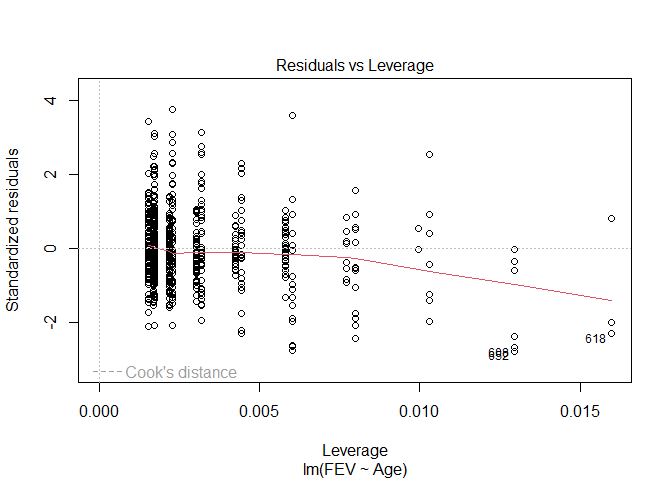 Residuals vs Leverage
Standardized residuals
4
2
0
-2
618
652
Cook's distance
0.000 0.005 0.010 0.015
Leverage
lm(FEV ~ Age)